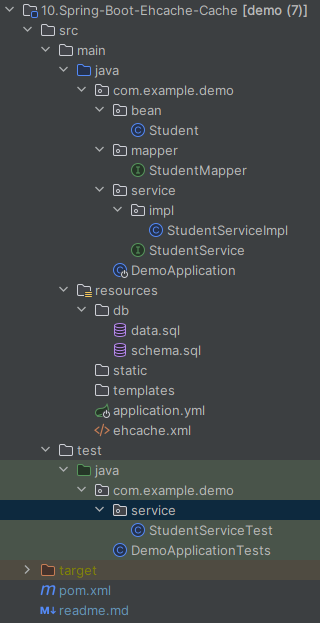 10.Spring-Boot-Ehcache-Cache [demo (7)]
src
main
java
com.example.demo
bean
Student
mapper
StudentMapper
service
impl
StudentServiceImpl
StudentService
DemoApplication
resources
db
data.sql
schema.sql
static
templates
application.yml
ehcache.xml
test
java
com.example.demo
service
StudentServiceTest
DemoApplicationTests
target
pom.xml
readme.md